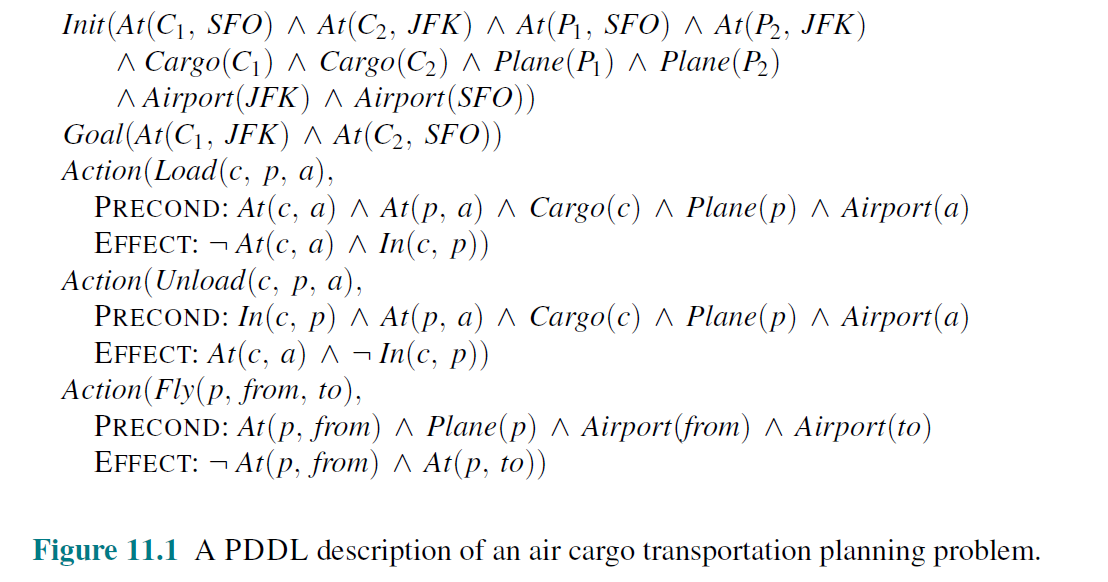 Init(At(C₁, SFO) ∧ At(C₂, JFK) ∧ At(P₁, SFO) ∧ At(P₂, JFK)
∧ Cargo(C₁) ∧ Cargo(C₂) ∧ Plane(P₁) ∧ Plane(P₂)
∧ Airport(JFK) ∧ Airport(SFO))
Goal(At(C₁, JFK) ∧ At(C₂, SFO))
Action(Load(c, p, a),
PRECOND: At(c, a) ∧ At(p, a) ∧ Cargo(c) ∧ Plane(p) ∧ Airport(a)
EFFECT: ¬ At(c, a) ∧ In(c, p))
Action(Unload(c, p, a),
PRECOND: In(c, p) ∧ At(p, a) ∧ Cargo(c) ∧ Plane(p) ∧ Airport(a)
EFFECT: At(c, a) ∧ ¬ In(c, p))
Action(Fly(p, from, to),
PRECOND: At(p, from) ∧ Plane(p) ∧ Airport(from) ∧ Airport(to)
EFFECT: ¬ At(p, from) ∧ At(p, to))
Figure 11.1 A PDDL description of an air cargo transportation planning problem.